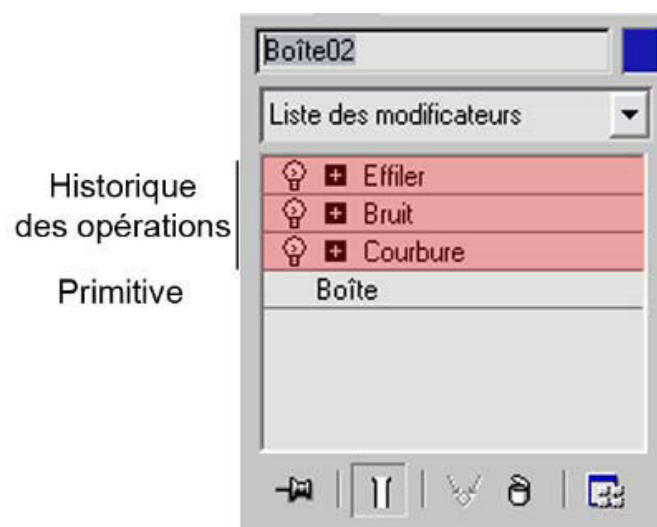 Boîte02
Liste des modificateurs
Historique
des opérations
Effiler
Bruit
Courbure
Primitive
Boîte